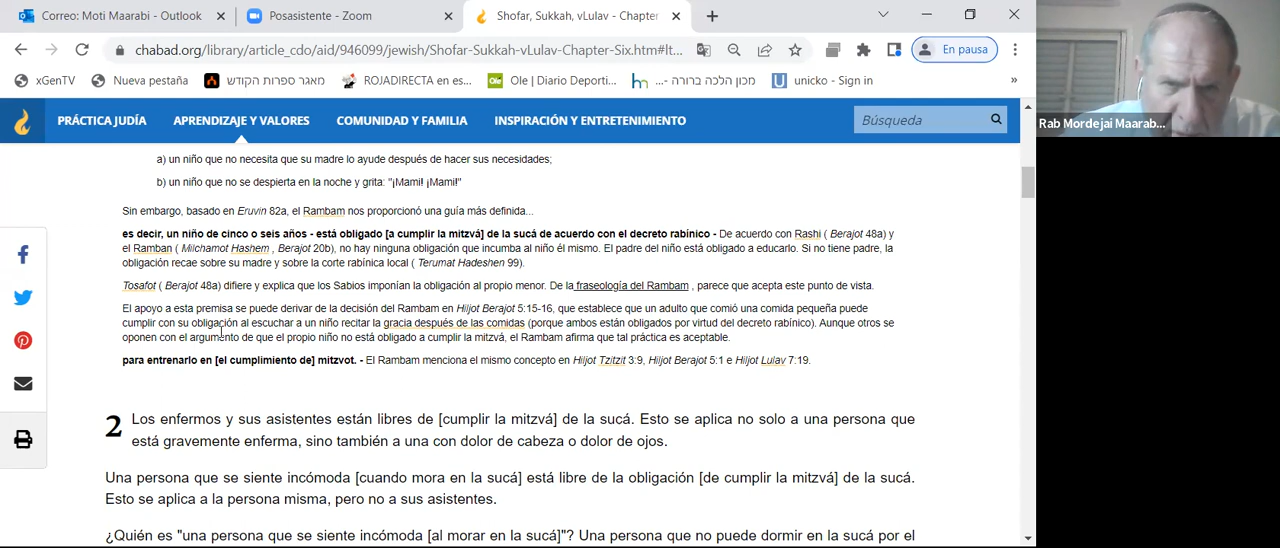 Correo: Moti Maarabi - Outlook
Posasistente - Zoom
Shofar, Sukkah, vLulav - Chapter
chabad.org/library/article_cdo/aid/946099/jewish/Shofar-Sukkah-vLulav-Chapter-Six.htm#It...
En pausa
xGenTV
Nueva pestaña
מאגר ספרות הקודש
ROJADIRECTA en es...
Ole | Diario Deporti...
מכון הלכה ברורה -...
unicko - Sign in
»
PRÁCTICA JUDÍA
APRENDIZAJE Y VALORES
COMUNIDAD Y FAMILIA
INSPIRACIÓN Y ENTRETENIMIENTO
Búsqueda
Rab Mordejai Maarab...
a) un niño que no necesita que su madre lo ayude después de hacer sus necesidades;
b) un niño que no se despierta en la noche y grita: "¡Mami! ¡Mami!"
Sin embargo, basado en Eruvin 82a, el Rambam nos proporcionó una guía más definida...
es decir, un niño de cinco o seis años - está obligado [a cumplir la mitzvá] de la sucá de acuerdo con el decreto rabínico - De acuerdo con Rashi ( Berajot 48a) y
el Ramban ( Milchamot Hashem , Berajot 20b), no hay ninguna obligación que incumba al niño él mismo. El padre del niño está obligado a educarlo. Si no tiene padre, la
obligación recae sobre su madre y sobre la corte rabínica local ( Terumat Hadeshen 99).
Tosafot ( Berajot 48a) difiere y explica que los Sabios imponían la obligación al propio menor. De la fraseología del Rambam , parece que acepta este punto de vista.
El apoyo a esta premisa se puede derivar de la decisión del Rambam en Hiljot Berajot 5:15-16, que establece que un adulto que comió una comida pequeña puede
cumplir con su obligación al escuchar a un niño recitar la gracia después de las comidas (porque ambos están obligados por virtud del decreto rabínico). Aunque otros se
oponen con el argumento de que el propio niño no está obligado a cumplir la mitzvá, el Rambam afirma que tal práctica es aceptable.
para entrenarlo en [el cumplimiento de] mitzvot. - El Rambam menciona el mismo concepto en Hiljot Tzitzit 3:9, Hiljot Berajot 5:1 e Hiljot Lulav 7:19.
2 Los enfermos y sus asistentes están libres de [cumplir la mitzvá] de la sucá. Esto se aplica no solo a una persona que
está gravemente enferma, sino también a una con dolor de cabeza o dolor de ojos.
Una persona que se siente incómoda [cuando mora en la sucá] está libre de la obligación [de cumplir la mitzvá] de la sucá.
Esto se aplica a la persona misma, pero no a sus asistentes.
¿Quién es "una persona que se siente incómoda [al morar en la sucá]"? Una persona que no puede dormir en la sucá por el